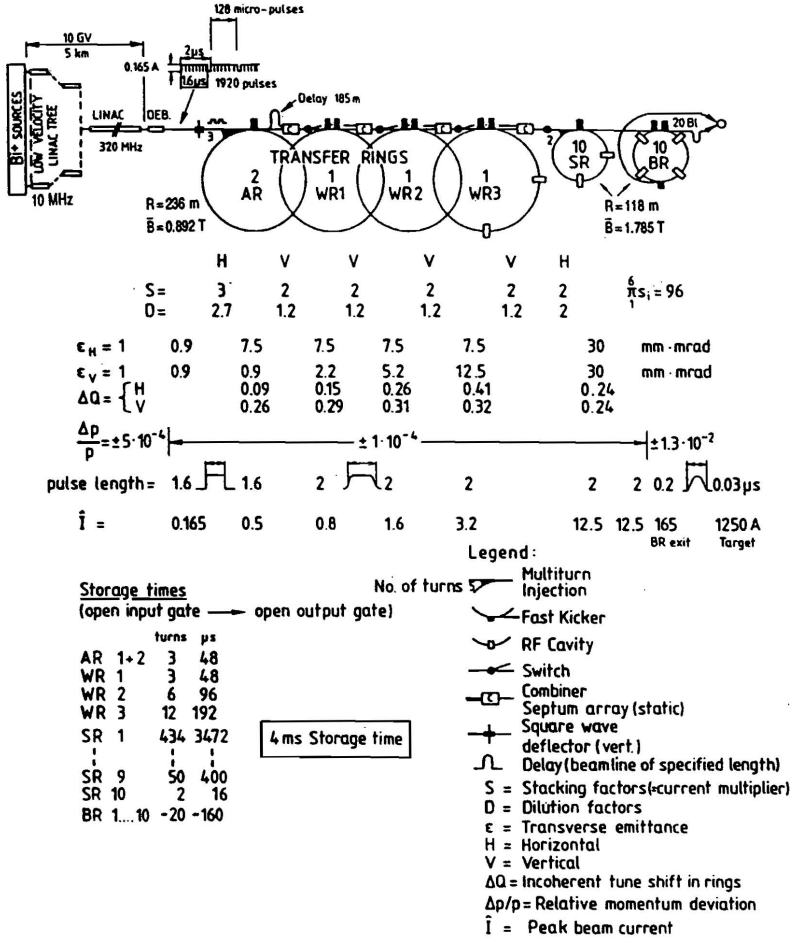 128 micro-pulses
10 GV
5 km
2μs
0.165 A
1.6μs 1920 pulses
Bi+ SOURCES
LOW VELOCITY
LINAC TREE
10 MHz
LINAC
320 MHz
DEB.
3
Delay 185m
TRANSFER RINGS
2
AR
1
WR1
1
WR2
1
WR3
2
10
SR
10
BR
20 Bl
R=236 m
B̄=0.892 T
R=118 m
B̄=1.785 T
H V V V V H
S= 3 2 2 2 2 2
D= 2.7 1.2 1.2 1.2 1.2 2
6
π sᵢ = 96
1
εH = 1 0.9 7.5 7.5 7.5 7.5 30 mm·mrad
εV = 1 0.9 0.9 2.2 5.2 12.5 30 mm·mrad
ΔQ = { H 0.09 0.15 0.26 0.41 0.24
V 0.26 0.29 0.31 0.32 0.24
Δp/p = ±5·10⁻⁴ ±1·10⁻⁴ ±1.3·10⁻²
pulse length = 1.6 1.6 2 2 2 2 2 0.2 0.03μs
Î = 0.165 0.5 0.8 1.6 3.2 12.5 12.5 165 1250 A
BR exit Target
Storage times
(open input gate → open output gate)
turns μs
AR 1+2 3 48
WR 1 3 48
WR 2 6 96
WR 3 12 192
SR 1 434 3472
SR 9 50 400
SR 10 2 16
BR 1....10 -20 -160
4ms Storage time
Legend:
No. of turns 5 Multiturn
Injection
Fast Kicker
RF Cavity
Switch
Combiner
Septum array (static)
Square wave
deflector (vert.)
Delay (beamline of specified length)
S = Stacking factors (=current multiplier)
D = Dilution factors
ε = Transverse emittance
H = Horizontal
V = Vertical
ΔQ = Incoherent tune shift in rings
Δp/p = Relative momentum deviation
Î = Peak beam current